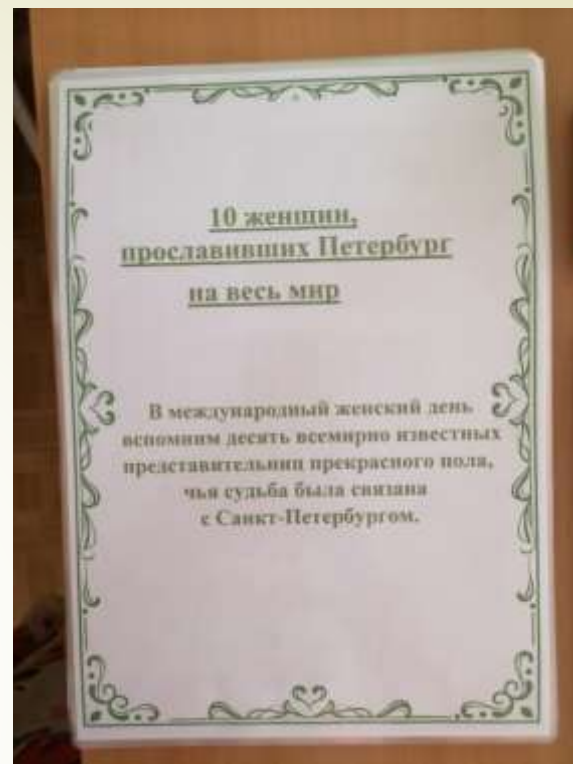 10 женщин,
прославивших Петербург
на весь мир
В международный женский день
вспомним десять всемирно известных
представительниц прекрасного пола,
чья судьба была связана
с Санкт-Петербургом.